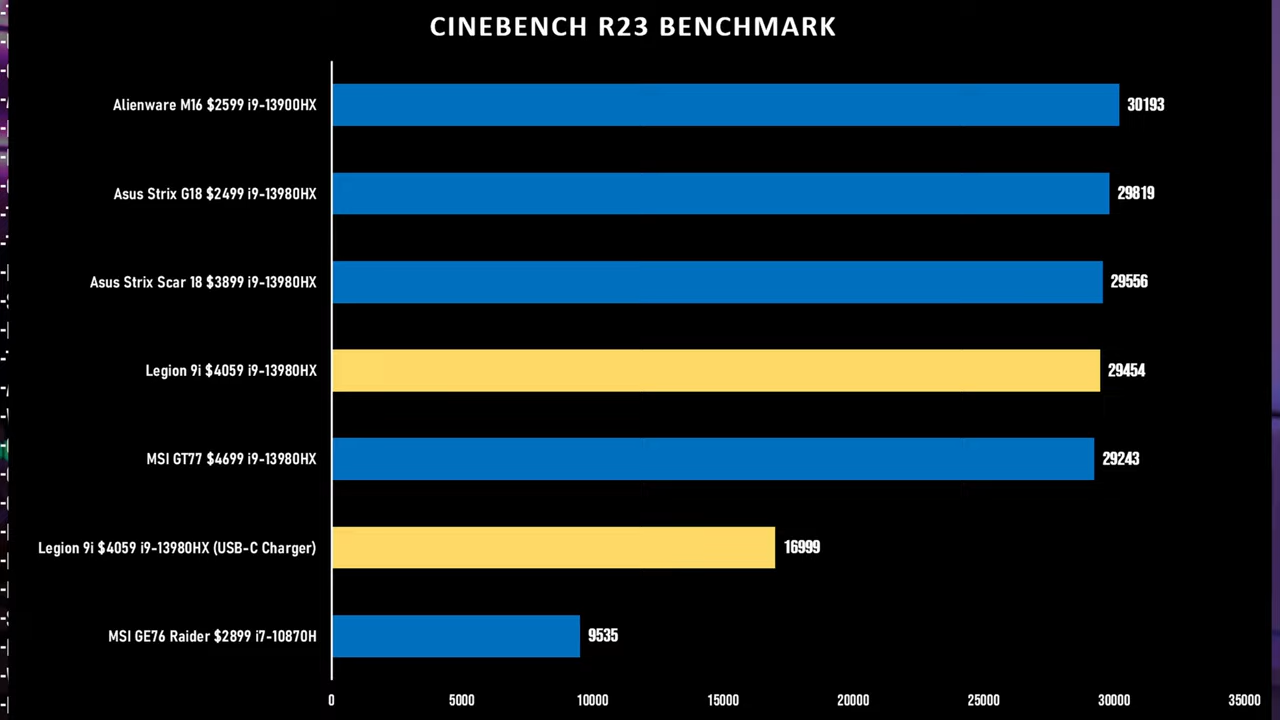 CINEBENCH R23 BENCHMARK
Alienware M16 $2599 i9-13900HX 30193
Asus Strix G18 $2499 i9-13980HX 29819
Asus Strix Scar 18 $3899 i9-13980HX 29556
Legion 9i $4059 i9-13980HX 29454
MSI GT77 $4699 i9-13980HX 29243
Legion 9i $4059 i9-13980HX (USB-C Charger) 16999
MSI GE76 Raider $2899 i7-10870H 9535
0 5000 10000 15000 20000 25000 30000 35000